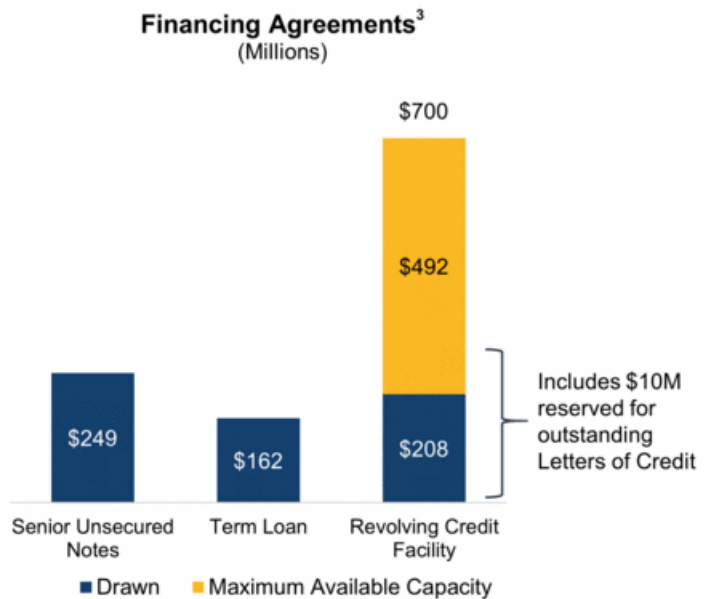 Financing Agreements³
(Millions)
$700
$492
$249
$162
$208
Includes $10M
reserved for
outstanding
Letters of Credit
Senior Unsecured
Notes
Term Loan
Revolving Credit
Facility
Drawn
Maximum Available Capacity